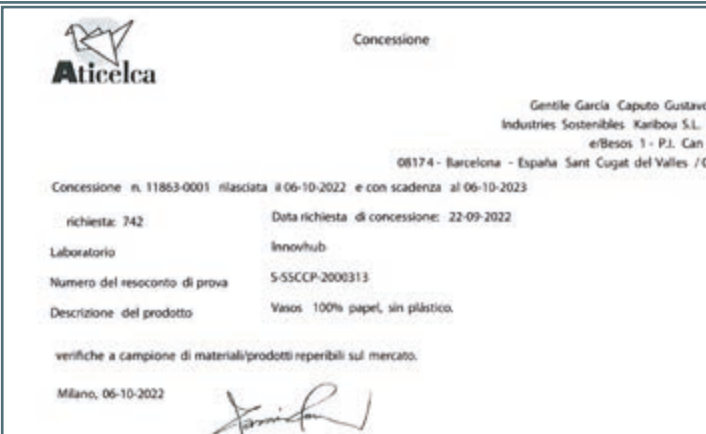 Aticelca
Concessione
Gentile García Caputo Gustavo
Industries Sostenibles Karibou S.L.
e/Besos 1 - P.I. Can
08174 - Barcelona - España Sant Cugat del Valles /
Concessione n. 11863-0001 rilasciata il 06-10-2022 e con scadenza al 06-10-2023
richiesta: 742
Data richiesta di concessione: 22-09-2022
Laboratorio
Innovhub
Numero del resoconto di prova
S-SSCCP-2000313
Descrizione del prodotto
Vasos 100% papel, sin plástico.
verifiche a campione di materiali/prodotti reperibili sul mercato.
Milano, 06-10-2022